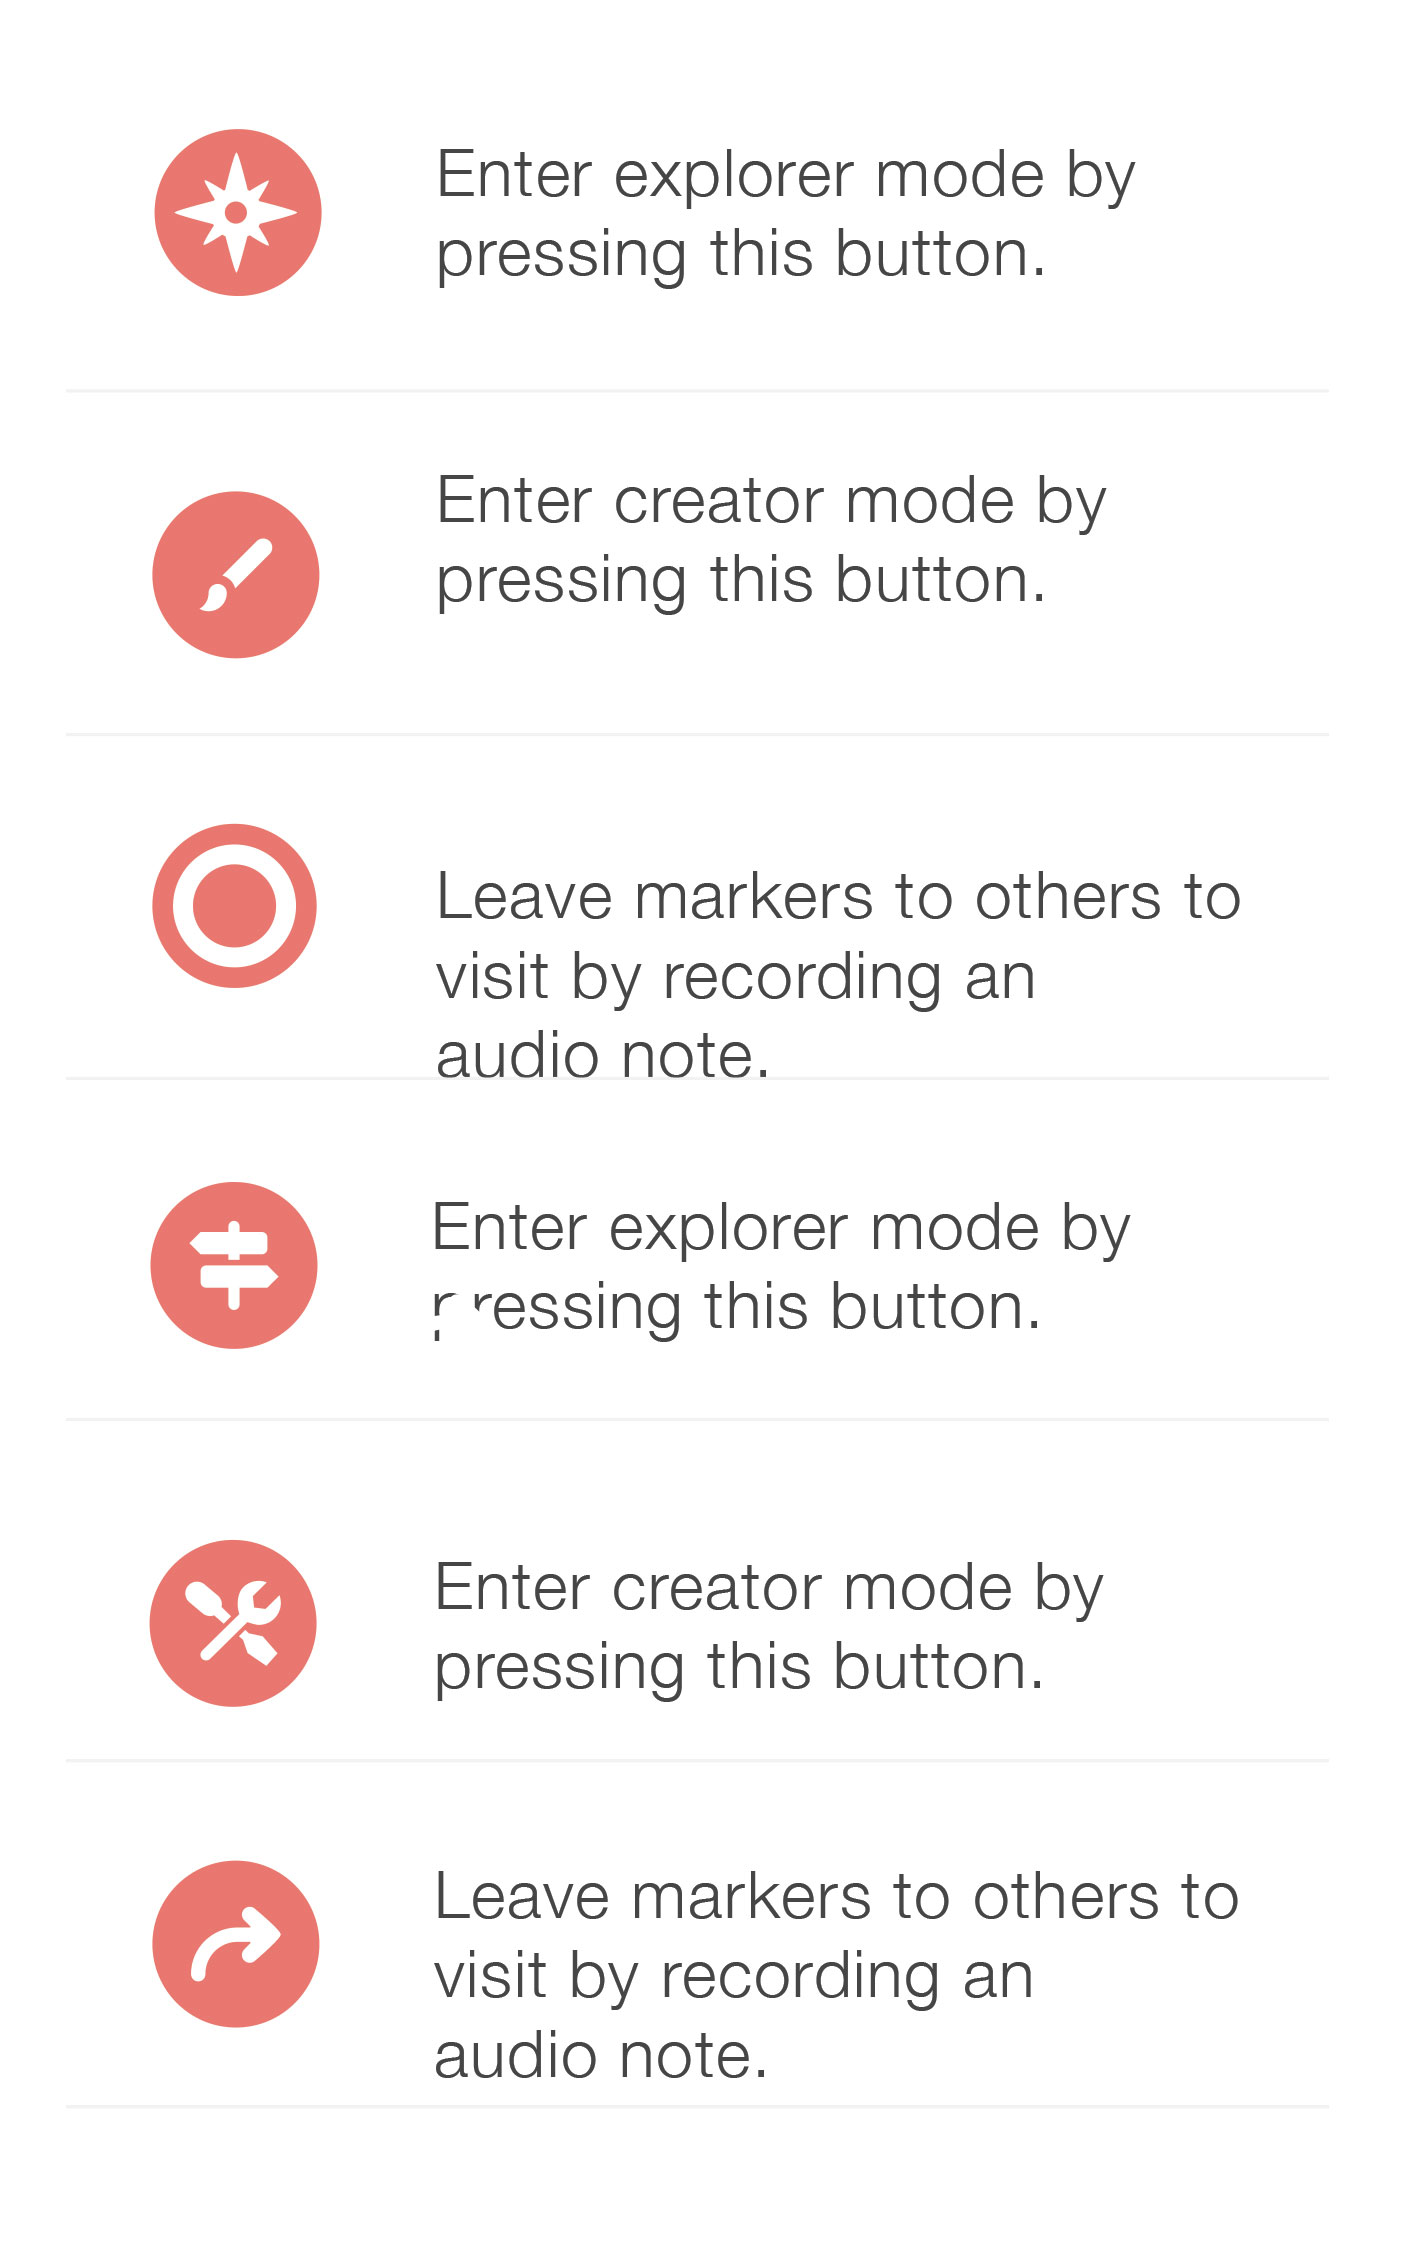 Enter explorer mode by
pressing this button.
Enter creator mode by
pressing this button.
Leave markers to others to
visit by recording an
audio note.
Enter explorer mode by
pressing this button.
Enter creator mode by
pressing this button.
Leave markers to others to
visit by recording an
audio note.